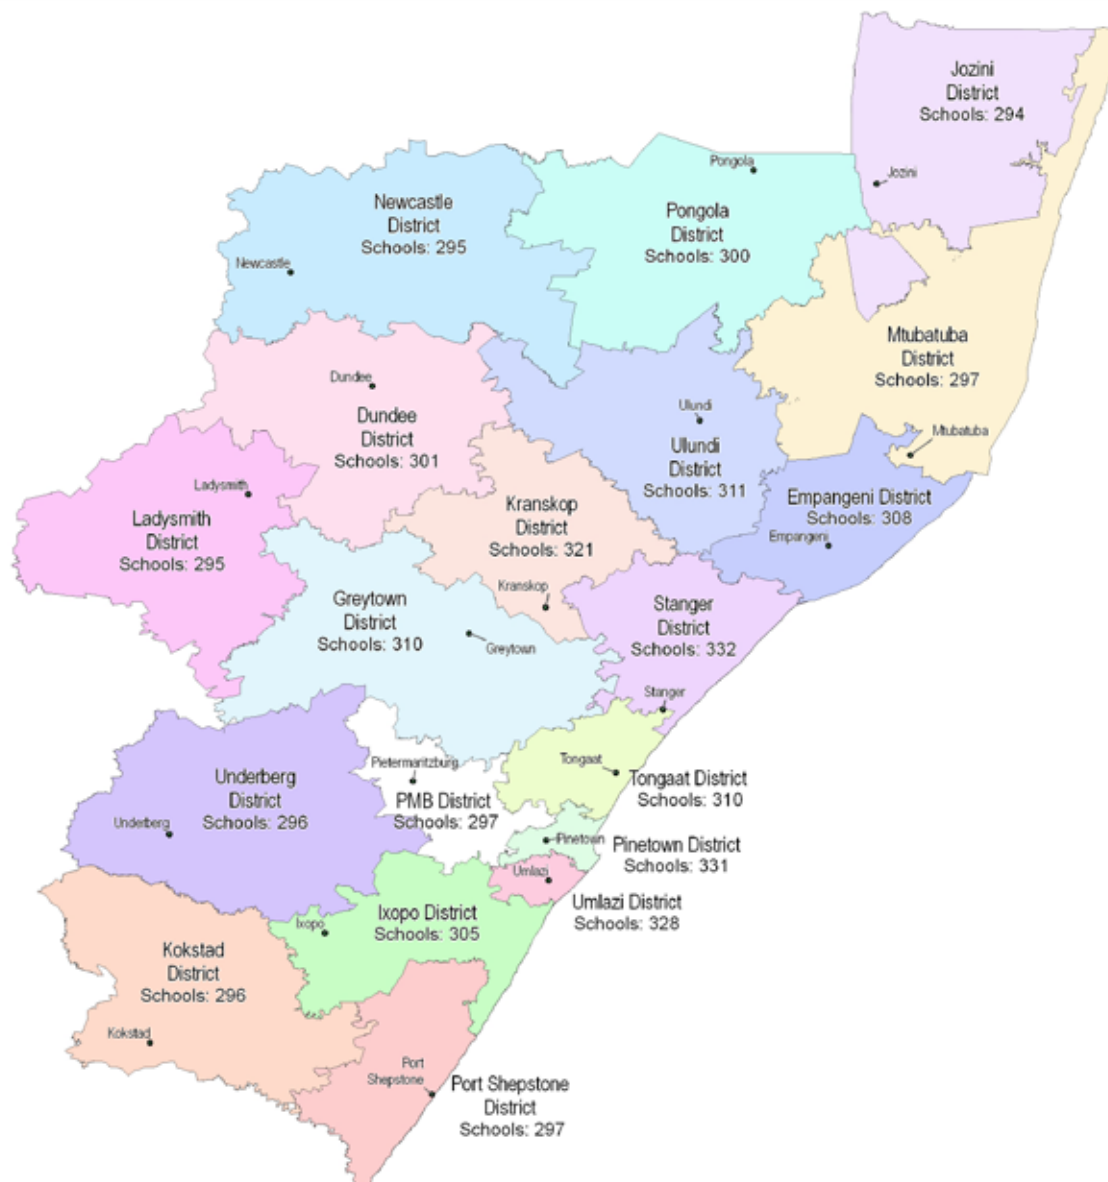 Jozini
District
Schools: 294
Jozini
Pongola
Pongola
District
Schools: 300
Newcastle
District
Schools: 295
Newcastle
Mtubatuba
District
Schools: 297
Mtubatuba
Dundee
Dundee
District
Schools: 301
Ulundi
Ulundi
District
Schools: 311
Empangeni District
Schools: 308
Empangeni
Ladysmith
Ladysmith
District
Schools: 295
Kranskop
District
Schools: 321
Kranskop
Greytown
District
Schools: 310
Greytown
Stanger
District
Schools: 332
Stanger
Tongaat
Tongaat District
Schools: 310
Pietermaritzburg
PMB District
Schools: 297
Underberg
District
Schools: 296
Underberg
Pinetown
Pinetown District
Schools: 331
Umlazi
Umlazi District
Schools: 328
Ixopo District
Schools: 305
Ixopo
Kokstad
District
Schools: 296
Kokstad
Port
Shepstone
Port Shepstone
District
Schools: 297